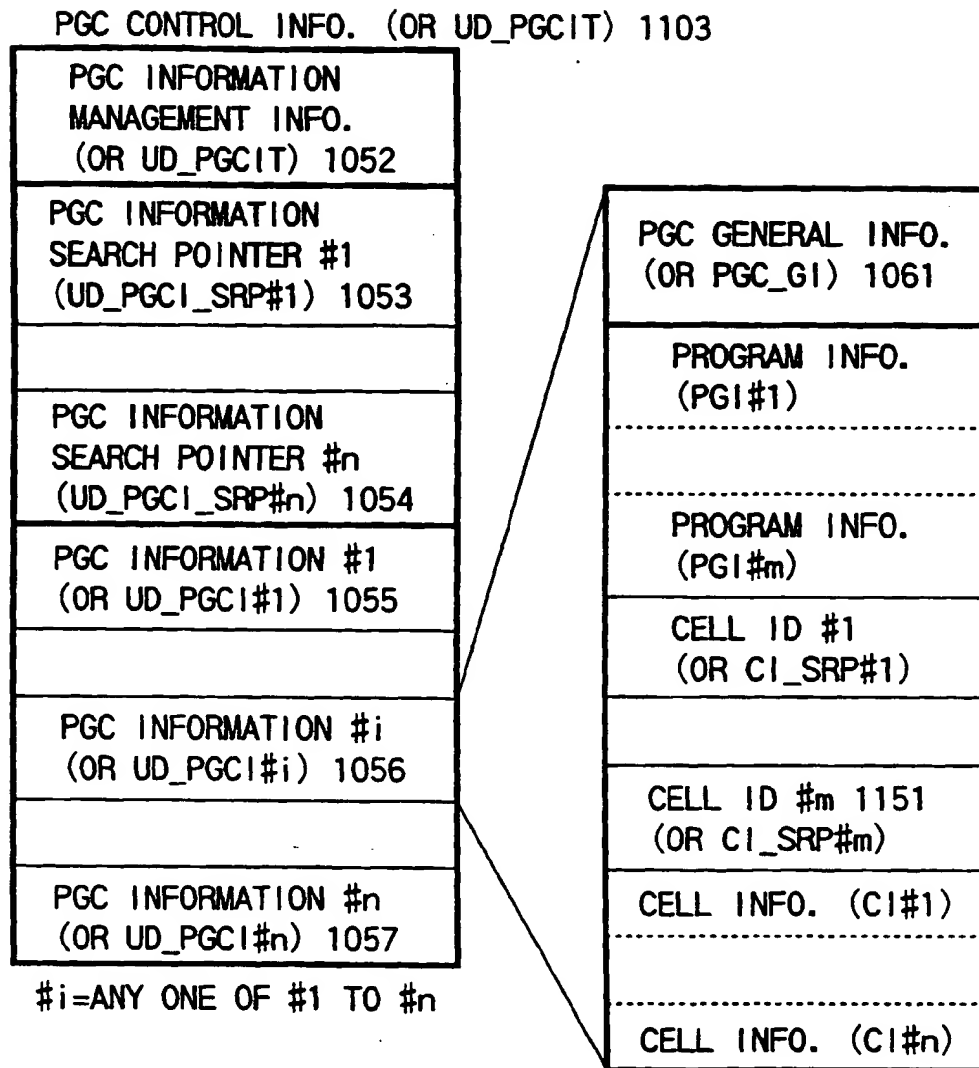 PGC CONTROL INFO. (OR UD_PGCIT) 1103
PGC INFORMATION
MANAGEMENT INFO.
(OR UD_PGCIT) 1052
PGC INFORMATION
SEARCH POINTER #1
(UD_PGCI_SRP#1) 1053
PGC INFORMATION
SEARCH POINTER #n
(UD_PGCI_SRP#n) 1054
PGC INFORMATION #1
(OR UD_PGCI#1) 1055
PGC INFORMATION #i
(OR UD_PGCI#i) 1056
PGC INFORMATION #n
(OR UD_PGCI#n) 1057
#i=ANY ONE OF #1 TO #n
PGC GENERAL INFO.
(OR PGC_GI) 1061
PROGRAM INFO.
(PGI#1)
PROGRAM INFO.
(PGI#m)
CELL ID #1
(OR CI_SRP#1)
CELL ID #m 1151
(OR CI_SRP#m)
CELL INFO. (CI#1)
CELL INFO. (CI#n)